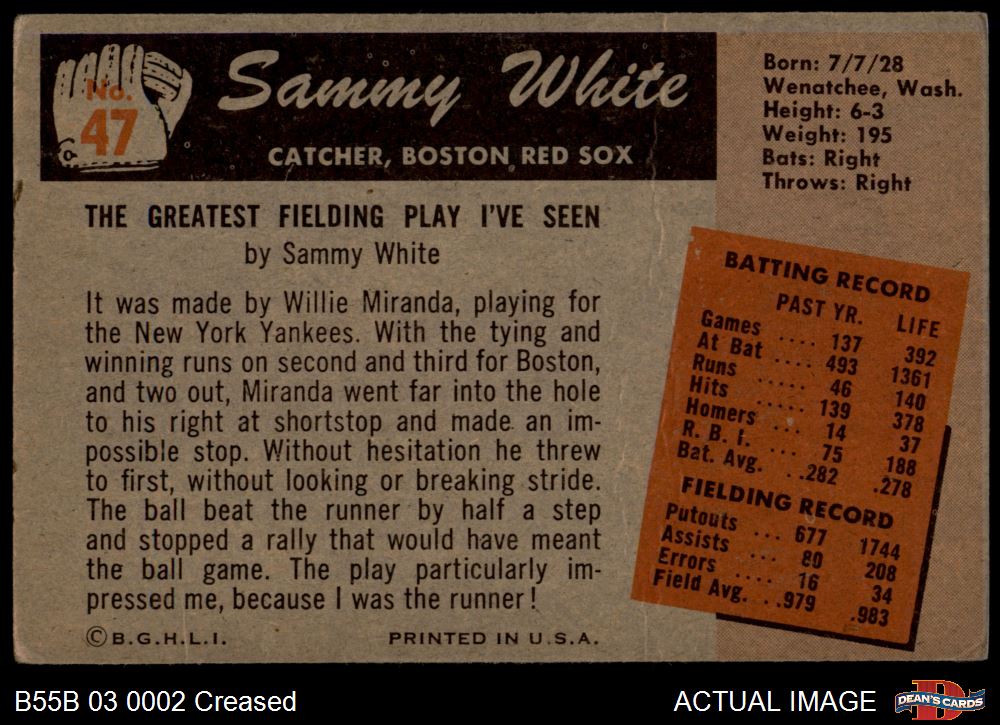 No.
47
Sammy White
CATCHER, BOSTON RED SOX
Born: 7/7/28
Wenatchee, Wash.
Height: 6-3
Weight: 195
Bats: Right
Throws: Right
THE GREATEST FIELDING PLAY I'VE SEEN
by Sammy White
It was made by Willie Miranda, playing for
the New York Yankees. With the tying and
winning runs on second and third for Boston,
and two out, Miranda went far into the hole
to his right at shortstop and made an im-
possible stop. Without hesitation he threw
to first, without looking or breaking stride.
The ball beat the runner by half a step
and stopped a rally that would have meant
the ball game. The play particularly im-
pressed me, because I was the runner!
©B.G.H.L.I. PRINTED IN U.S.A.
BATTING RECORD
PAST YR. LIFE
Games .... 137 392
At Bat .... 493 1361
Runs ..... 46 140
Hits ..... 139 378
Homers ... 14 37
R. B. I. ... 75 188
Bat. Avg. ..282 .278
FIELDING RECORD
Putouts ... 677 1744
Assists ... 80 208
Errors .... 16 34
Field Avg. ..979 .983
B55B 03 0002 Creased
ACTUAL IMAGE
D
DEAN'S CARDS